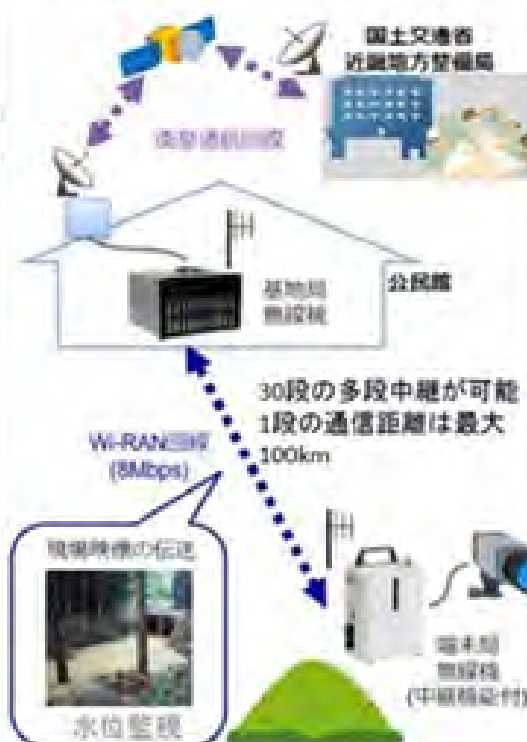 国土交通省
近畿地方整備局
衛星通信回線
公民館
基地局
無線機
30段の多段中継が可能
1段の通信距離は最大
100km
Wi-RAN回線
(8Mbps)
現場映像の伝送
水位監視
端末局
無線機
(中継機能付)